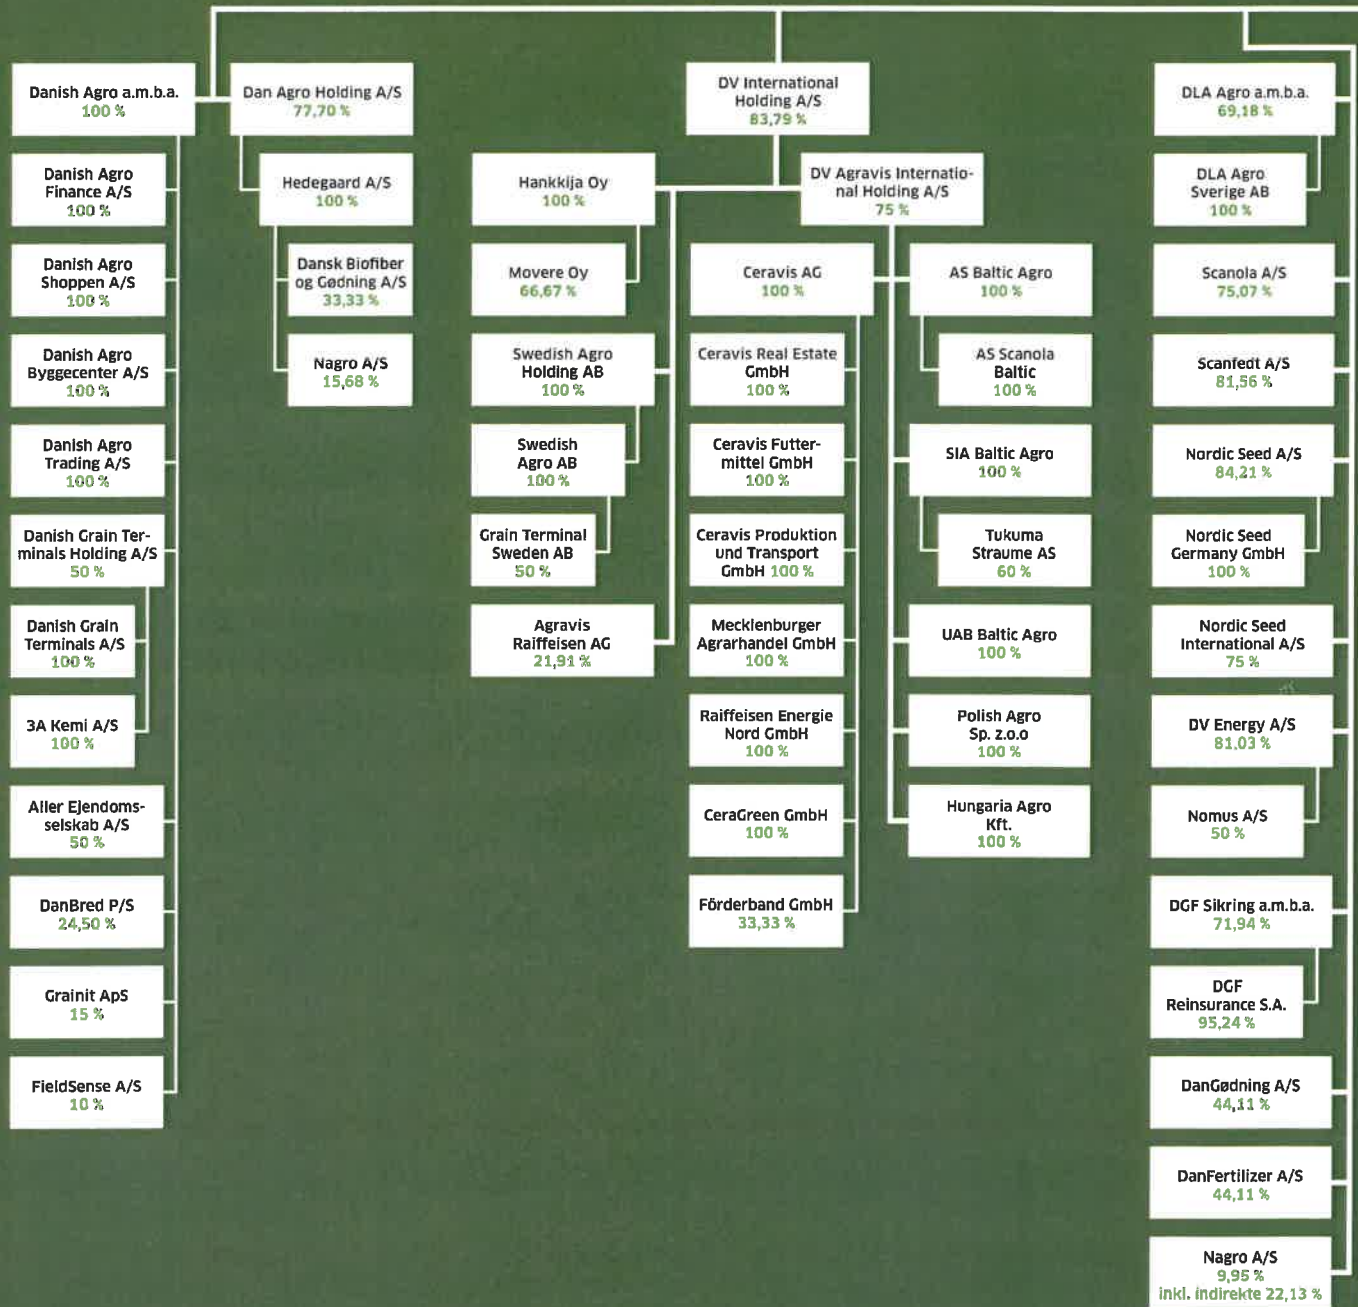 Danish Agro a.m.b.a.
100 %
Danish Agro
Finance A/S
100 %
Danish Agro
Shoppen A/S
100 %
Danish Agro
Byggecenter A/S
100 %
Danish Agro
Trading A/S
100 %
Danish Grain Ter-
minals Holding A/S
50 %
Danish Grain
Terminals A/S
100 %
3A Kemi A/S
100 %
Aller Ejendoms-
selskab A/S
50 %
DanBred P/S
24,50 %
Grainit ApS
15 %
FieldSense A/S
10 %
Dan Agro Holding A/S
77,70 %
Hedegaard A/S
100 %
Dansk Biofiber
og Gødning A/S
33,33 %
Nagro A/S
15,68 %
DV International
Holding A/S
83,79 %
Hankkija Oy
100 %
Movere Oy
66,67 %
Swedish Agro
Holding AB
100 %
Swedish
Agro AB
100 %
Grain Terminal
Sweden AB
50 %
Agravis
Raiffeisen AG
21,91 %
DV Agravis Internatio-
nal Holding A/S
75 %
Ceravis AG
100 %
Ceravis Real Estate
GmbH
100 %
Ceravis Futter-
mittel GmbH
100 %
Ceravis Produktion
und Transport
GmbH 100 %
Mecklenburger
Agrarhandel GmbH
100 %
Raiffeisen Energie
Nord GmbH
100 %
CeraGreen GmbH
100 %
Förderband GmbH
33,33 %
AS Baltic Agro
100 %
AS Scanola
Baltic
100 %
SIA Baltic Agro
100 %
Tukuma
Straume AS
60 %
UAB Baltic Agro
100 %
Polish Agro
Sp. z.o.o
100 %
Hungaria Agro
Kft.
100 %
DLA Agro a.m.b.a.
69,18 %
DLA Agro
Sverige AB
100 %
Scanola A/S
75,07 %
Scanfedt A/S
81,56 %
Nordic Seed A/S
84,21 %
Nordic Seed
Germany GmbH
100 %
Nordic Seed
International A/S
75 %
DV Energy A/S
81,03 %
Nomus A/S
50 %
DGF Sikring a.m.b.a.
71,94 %
DGF
Reinsurance S.A.
95,24 %
DanGødning A/S
44,11 %
DanFertilizer A/S
44,11 %
Nagro A/S
9,95 %
inkl. indirekte 22,13 %